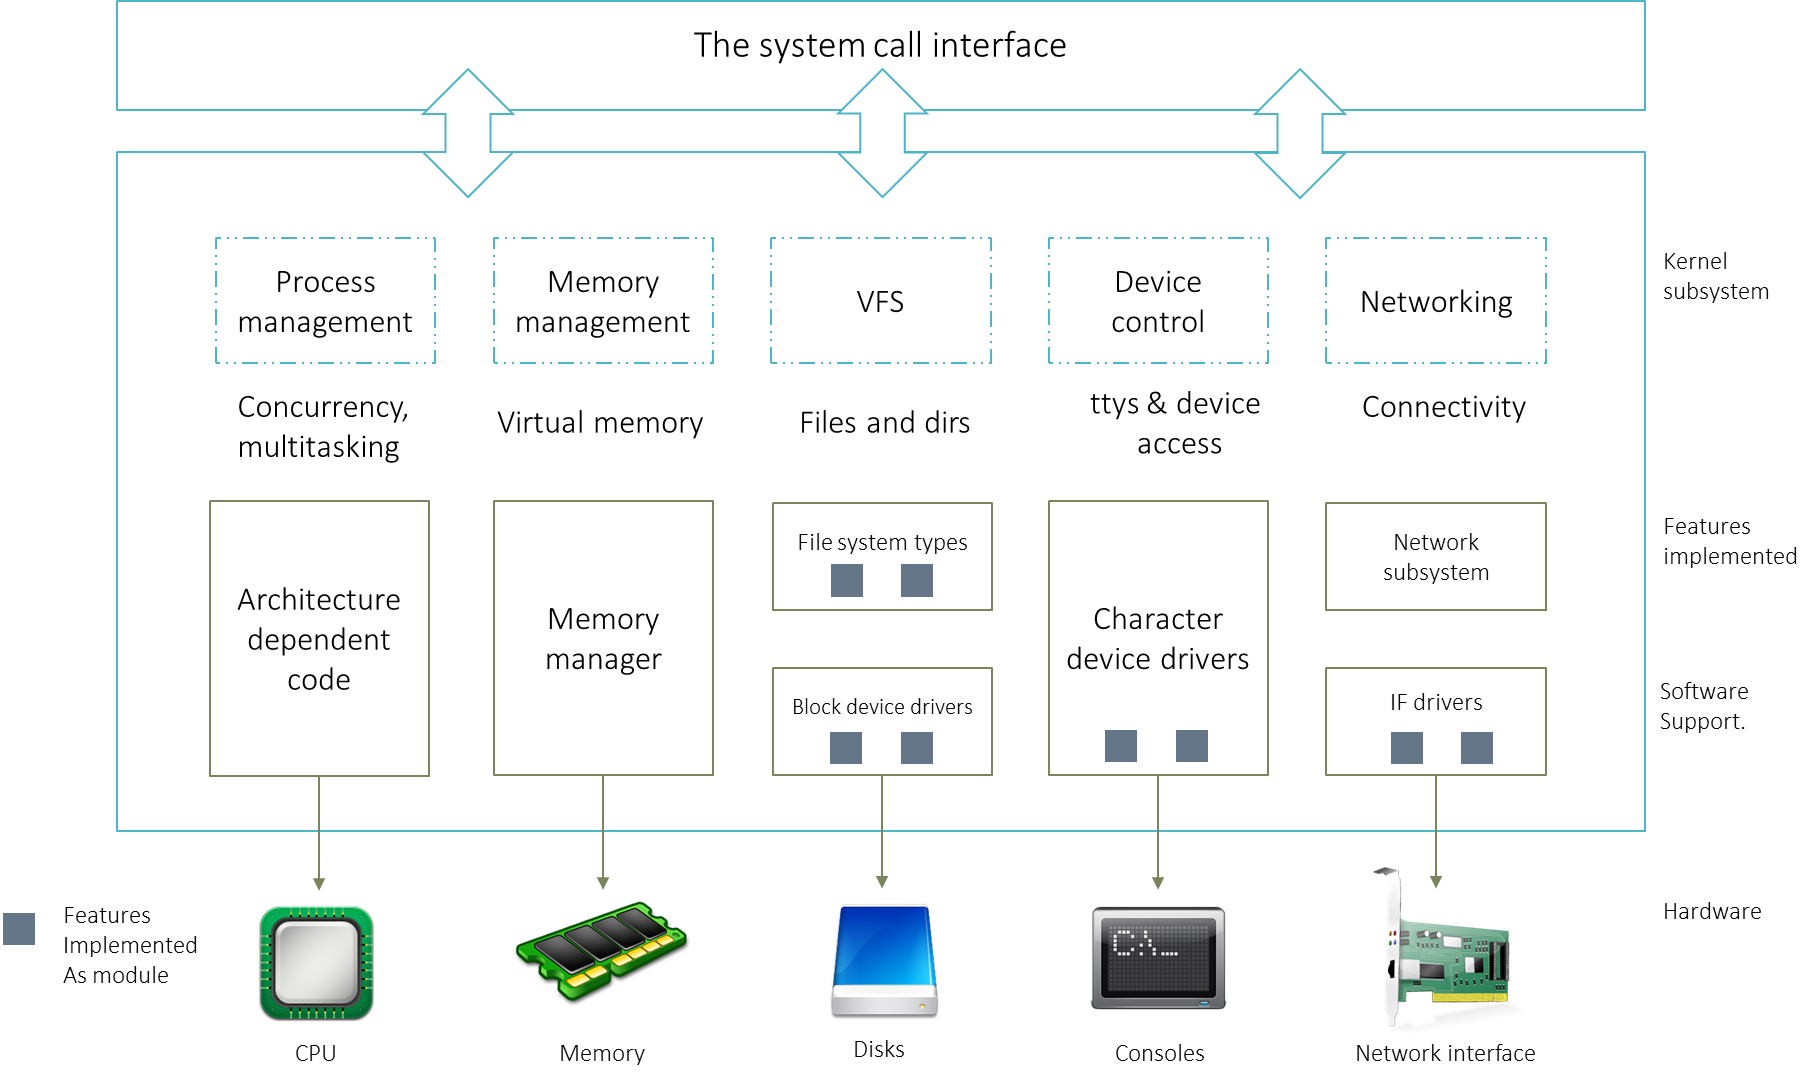 The system call interface
Process
management
Memory
management
VFS
Device
control
Networking
Kernel
subsystem
Concurrency,
multitasking
Virtual memory
Files and dirs
ttys & device
access
Connectivity
Architecture
dependent
code
Memory
manager
File system types
Block device drivers
Character
device drivers
Network
subsystem
IF drivers
Features
implemented
Software
Support.
Features
Implemented
As module
Hardware
CPU
Memory
Disks
Consoles
Network interface